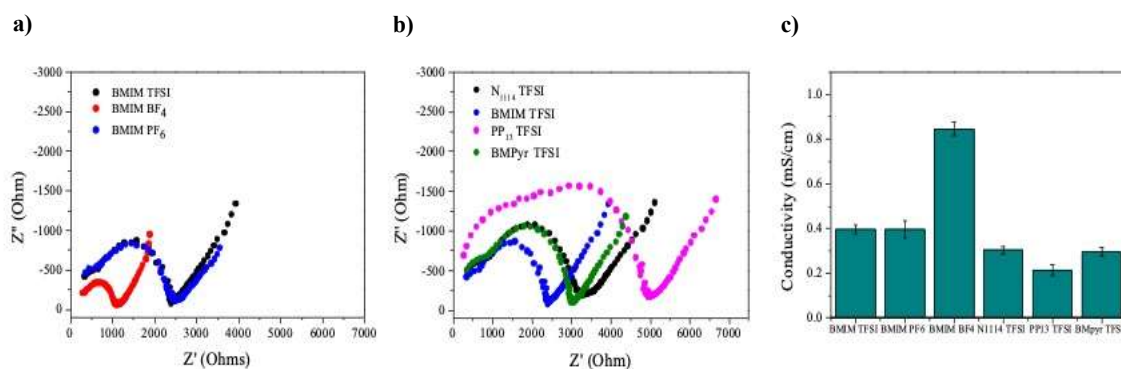 a)
-3000
-2500
-2000
-1500
-1000
-500
0
Z" (Ohm)
BMIM TFSI
BMIM BF4
BMIM PF6
0 1000 2000 3000 4000 5000 6000 7000
Z' (Ohms)
b)
-3000
-2500
-2000
-1500
-1000
-500
0
Z" (Ohm)
N1114 TFSI
BMIM TFSI
PP13 TFSI
BMPyr TFSI
0 1000 2000 3000 4000 5000 6000 7000
Z' (Ohm)
c)
1.0
0.8
0.6
0.4
0.2
0.0
Conductivity (mS/cm)
BMIM TFSI BMIM PF6 BMIM BF4 N1114 TFSI PP13 TFSI BMpyr TFSI